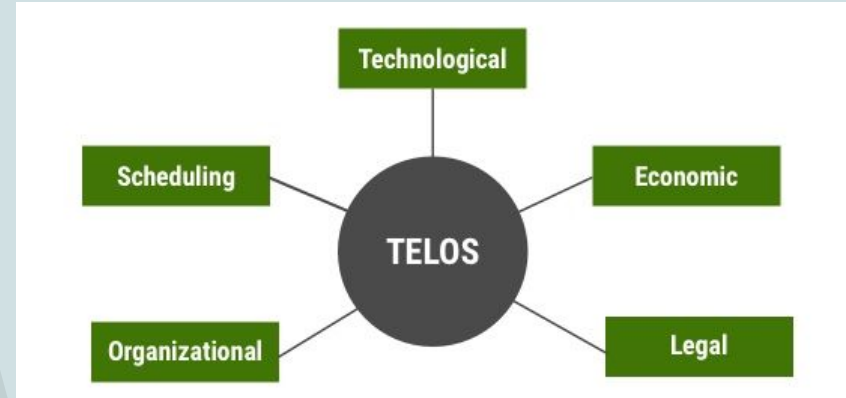 Technological
Scheduling
Economic
TELOS
Organizational
Legal